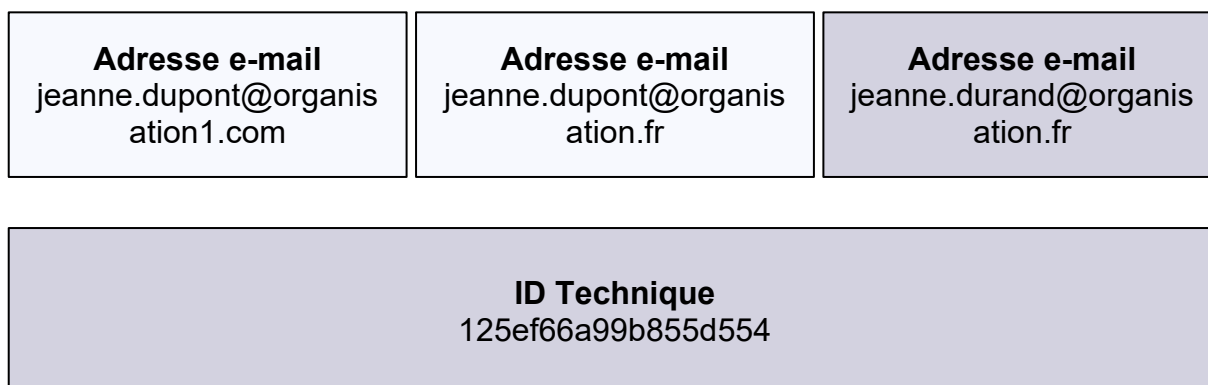 Adresse e-mail
jeanne.dupont@organis
ation1.com
Adresse e-mail
jeanne.dupont@organis
ation.fr
Adresse e-mail
jeanne.durand@organis
ation.fr
ID Technique
125ef66a99b855d554